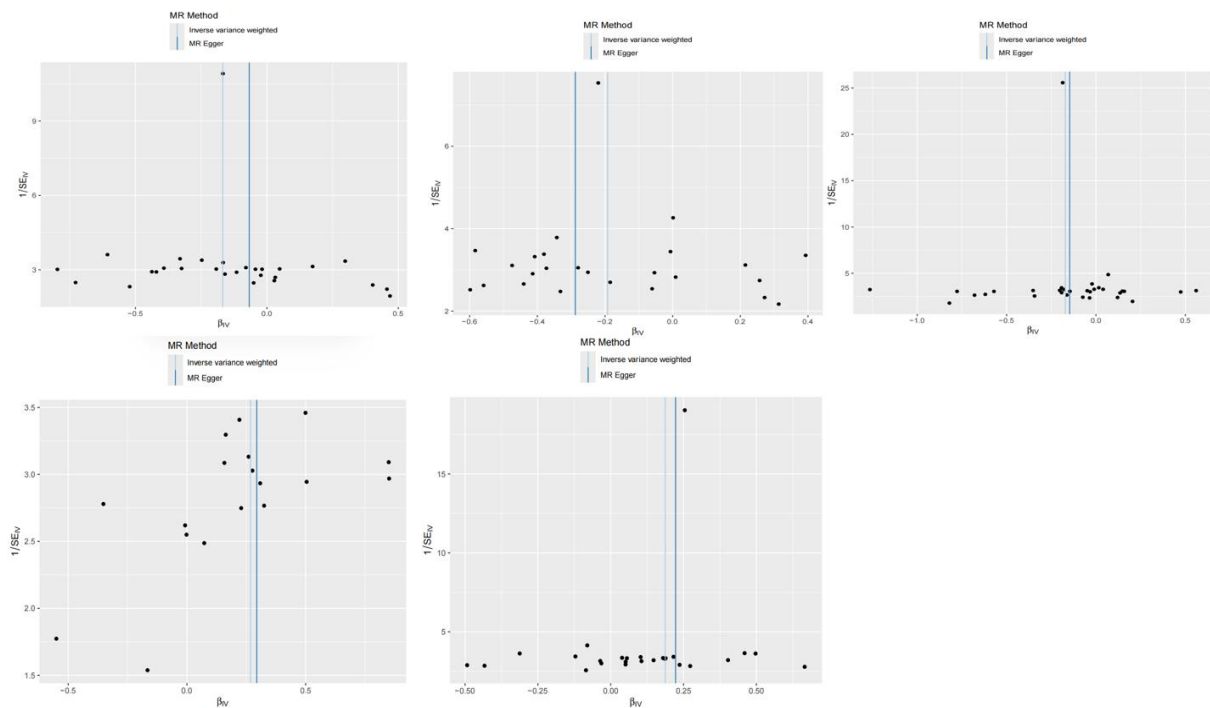 MR Method
Inverse variance weighted
MR Egger
9
6
3
1/SE_IV
−0.5
0.0
0.5
β_IV
MR Method
Inverse variance weighted
MR Egger
6
4
2
1/SE_IV
−0.6
−0.4
−0.2
0.0
0.2
0.4
β_IV
MR Method
Inverse variance weighted
MR Egger
25
20
15
10
5
1/SE_IV
−1.0
−0.5
0.0
0.5
β_IV
MR Method
Inverse variance weighted
MR Egger
3.5
3.0
2.5
2.0
1.5
1/SE_IV
−0.5
0.0
0.5
β_IV
MR Method
Inverse variance weighted
MR Egger
15
10
5
1/SE_IV
−0.50
−0.25
0.00
0.25
0.50
β_IV